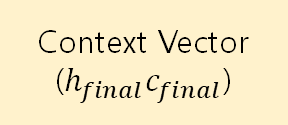 Context Vector
(h_final c_final)